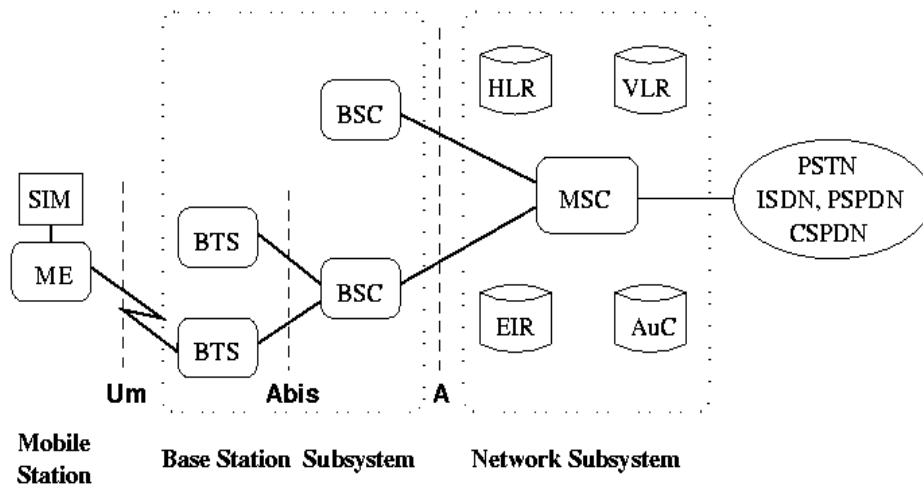 HLR VLR
BSC
PSTN
ISDN, PSPDN
CSPDN
SIM
MSC
BTS
ME
BSC
BTS
EIR AuC
Um Abis A
Mobile
Station
Base Station Subsystem
Network Subsystem